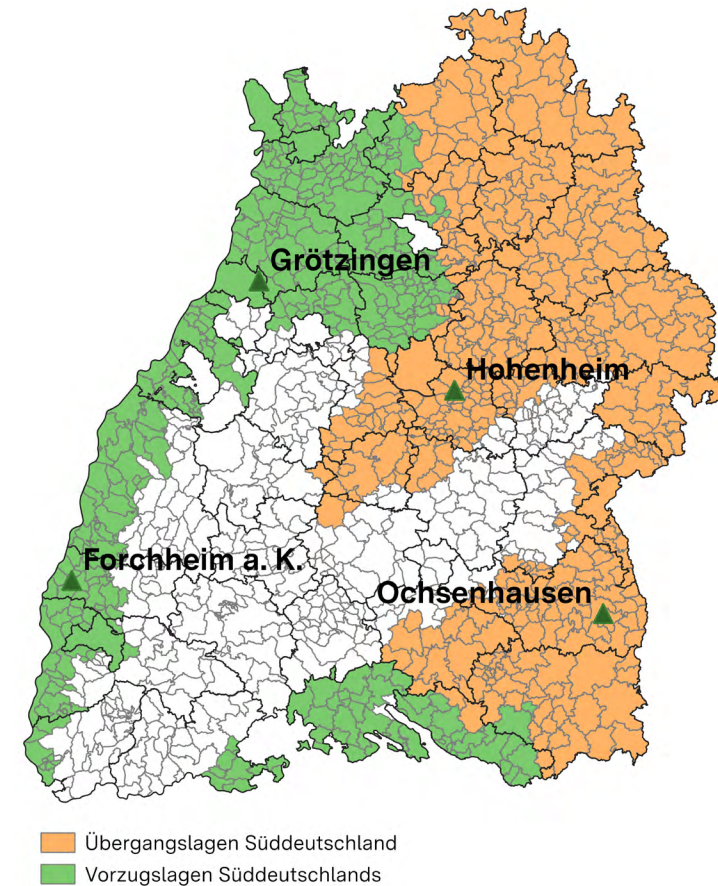 Grötzingen
Hohenheim
Forchheim a. K.
Ochsenhausen
Übergangslagen Süddeutschland
Vorzugslagen Süddeutschlands